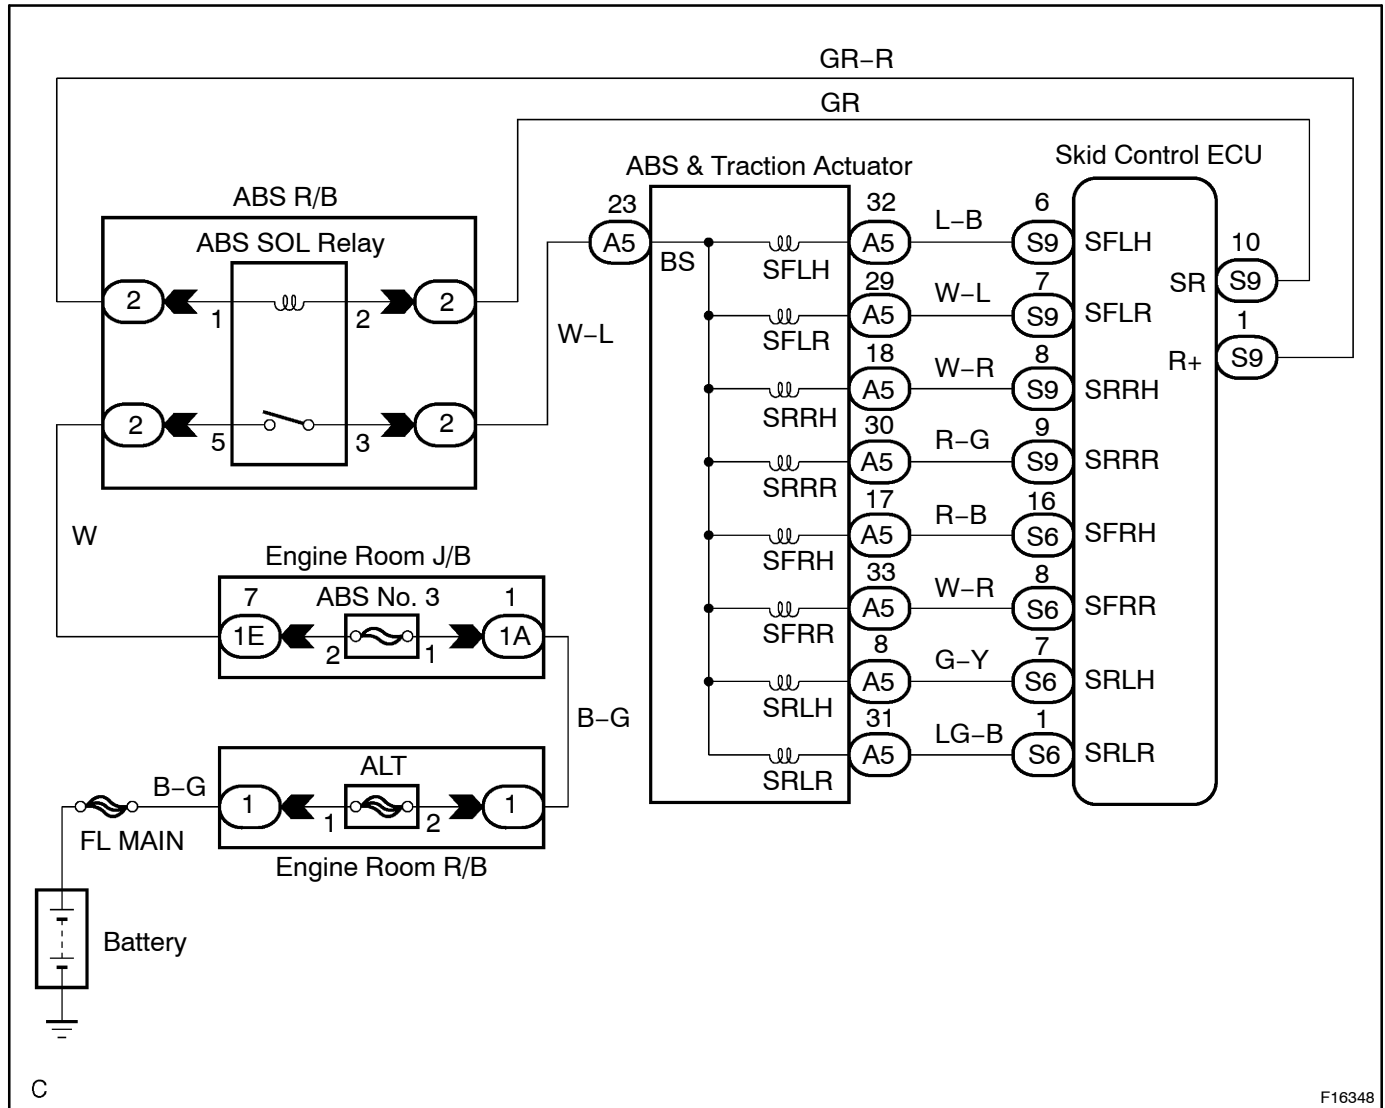 GR−R
GR
ABS & Traction Actuator
Skid Control ECU
ABS R/B
ABS SOL Relay
2
1
2
2
2
5
3
2
W−L
W
23
A5
BS
SFLH
32
A5
L−B
6
S9
SFLH
SFLR
29
A5
W−L
7
S9
SFLR
SRRH
18
A5
W−R
8
S9
SRRH
SRRR
30
A5
R−G
9
S9
SRRR
SFRH
17
A5
R−B
16
S6
SFRH
SFRR
33
A5
W−R
8
S6
SFRR
SRLH
8
A5
G−Y
7
S6
SRLH
SRLR
31
A5
LG−B
1
S6
SRLR
10
SR
S9
1
R+
S9
Engine Room J/B
7
ABS No. 3
1
1E
2
1
1A
B−G
ALT
B−G
1
1
2
1
FL MAIN
Engine Room R/B
Battery
C
F16348